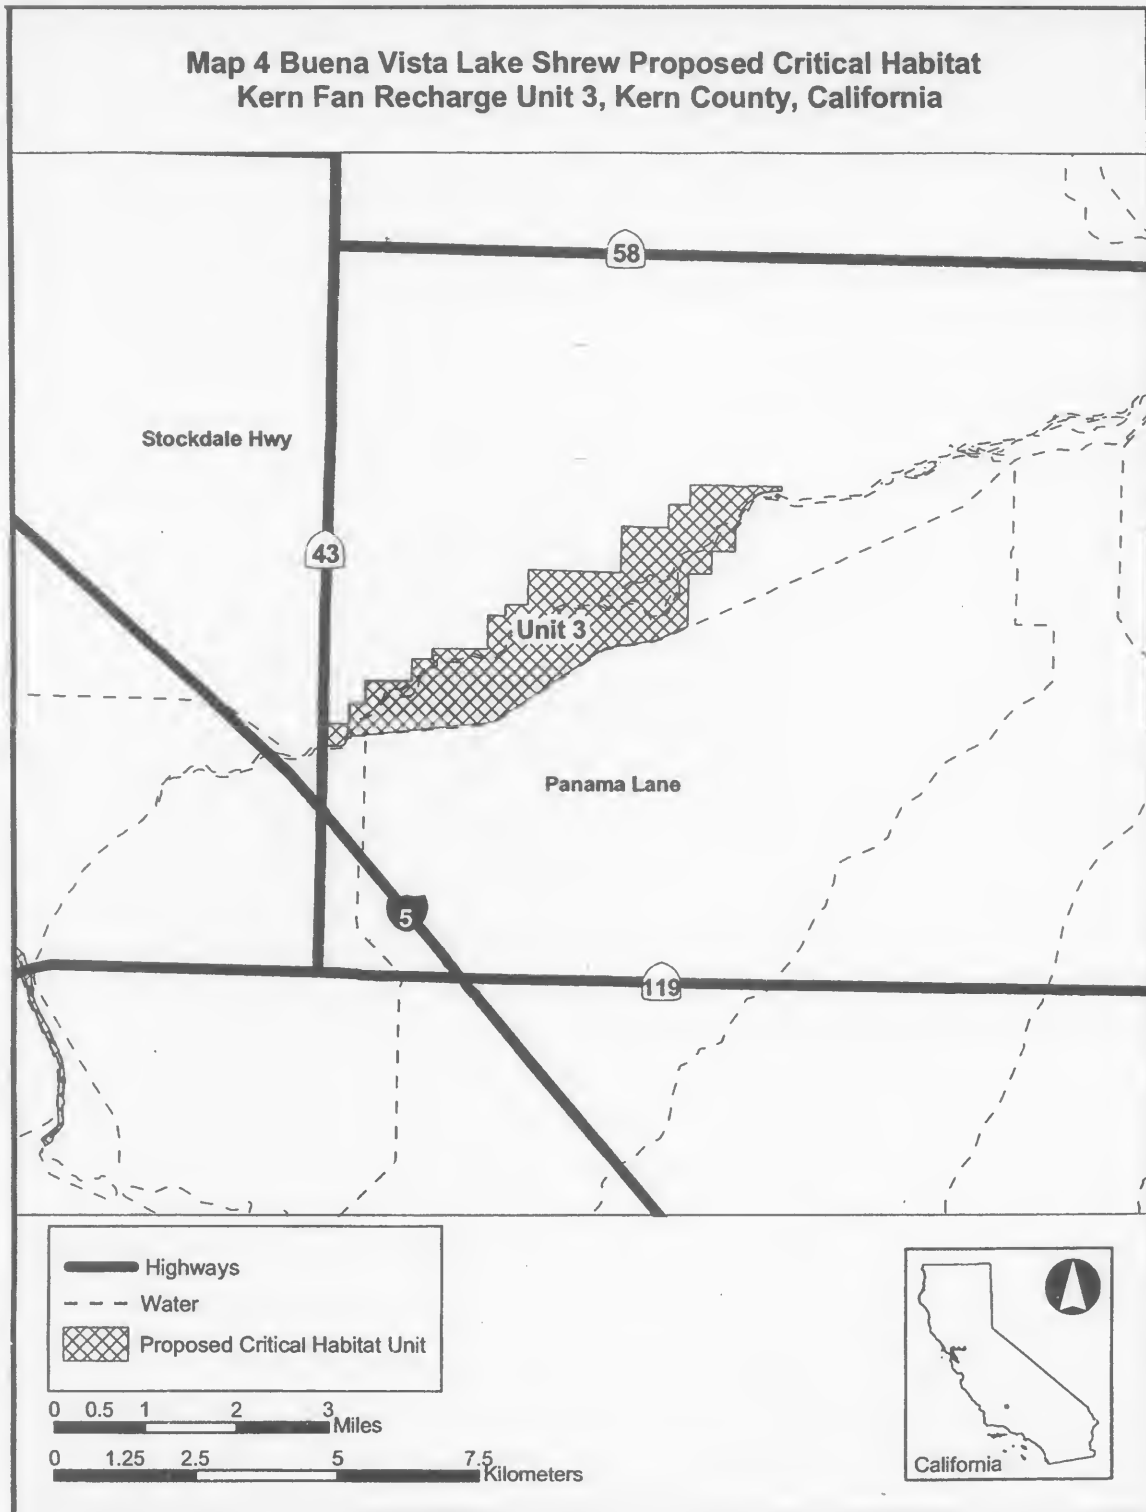 Map 4 Buena Vista Lake Shrew Proposed Critical Habitat
Kern Fan Recharge Unit 3, Kern County, California
58
Stockdale Hwy
43
Unit 3
Panama Lane
5
119
Highways
Water
Proposed Critical Habitat Unit
0 0.5 1 2 3 Miles
0 1.25 2.5 5 7.5 Kilometers
California